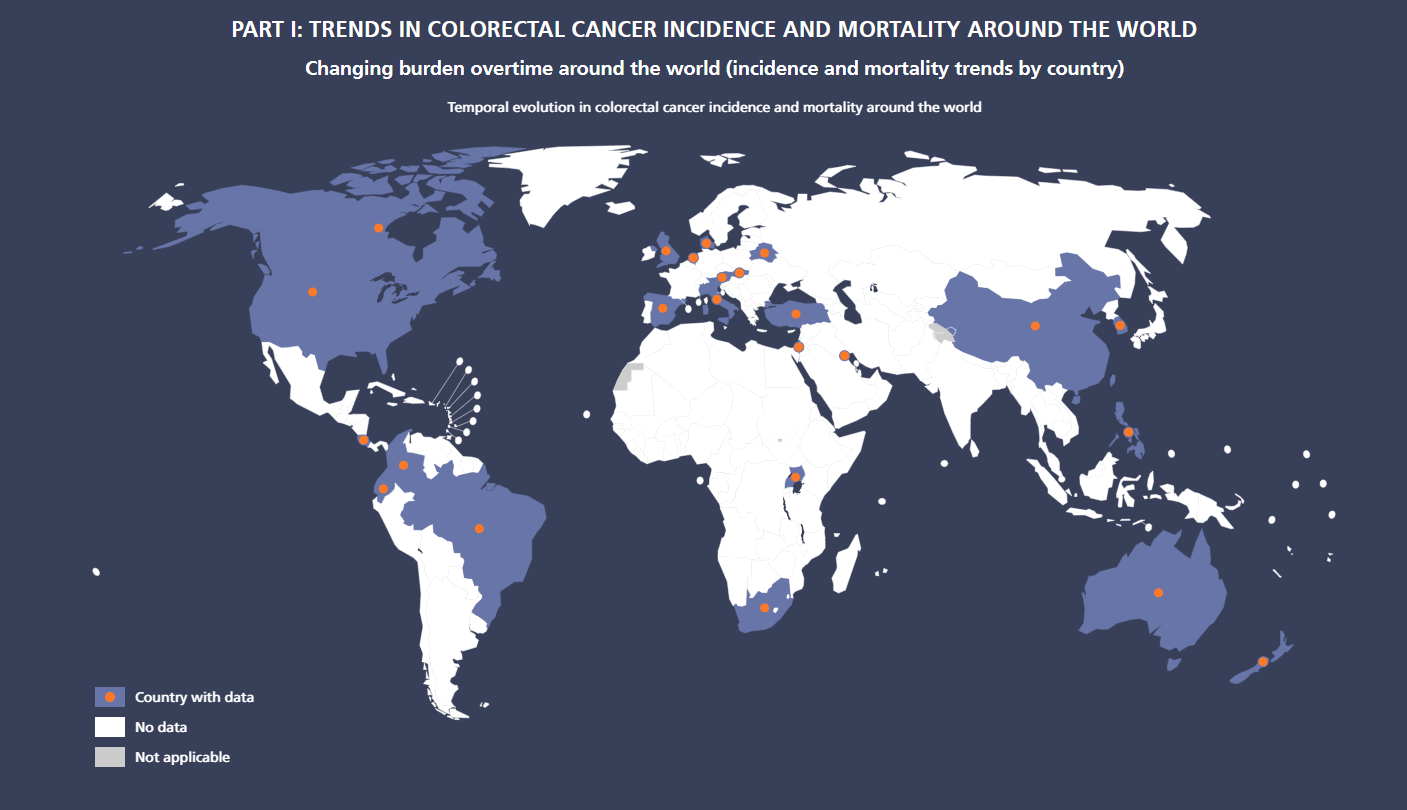 PART I: TRENDS IN COLORECTAL CANCER INCIDENCE AND MORTALITY AROUND THE WORLD
Changing burden overtime around the world (incidence and mortality trends by country)
Temporal evolution in colorectal cancer incidence and mortality around the world
Country with data
No data
Not applicable